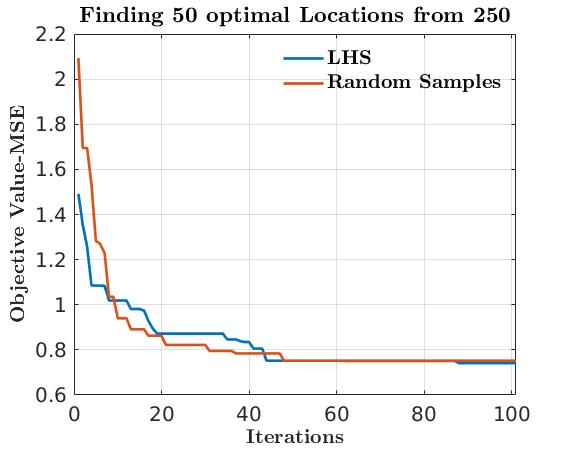 Finding 50 optimal Locations from 250
2.2
2
1.8
1.6
1.4
1.2
1
0.8
0.6
Objective Value-MSE
LHS
Random Samples
0 20 40 60 80 100
Iterations